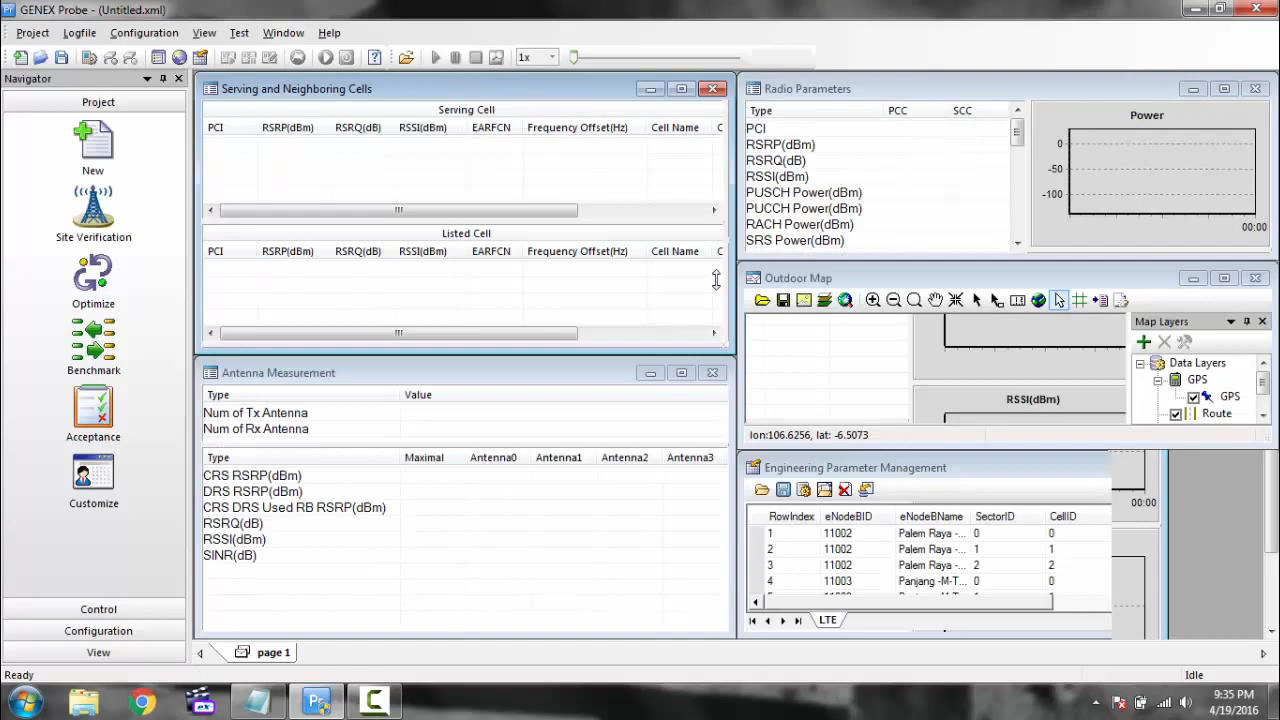 GENEX Probe - (Untitled.xml)
Project Logfile Configuration View Test Window Help
1x
Navigator
Project
New
Site Verification
Optimize
Benchmark
Acceptance
Customize
Control
Configuration
View
Serving and Neighboring Cells
Serving Cell
PCI RSRP(dBm) RSRQ(dB) RSSI(dBm) EARFCN Frequency Offset(Hz) Cell Name C
Listed Cell
PCI RSRP(dBm) RSRQ(dB) RSSI(dBm) EARFCN Frequency Offset(Hz) Cell Name C
Antenna Measurement
Type Value
Num of Tx Antenna
Num of Rx Antenna
Type Maximal Antenna0 Antenna1 Antenna2 Antenna3
CRS RSRP(dBm)
DRS RSRP(dBm)
CRS DRS Used RB RSRP(dBm)
RSRQ(dB)
RSSI(dBm)
SINR(dB)
Radio Parameters
Type PCC SCC
PCI
RSRP(dBm)
RSRQ(dB)
RSSI(dBm)
PUSCH Power(dBm)
PUCCH Power(dBm)
RACH Power(dBm)
SRS Power(dBm)
Power
0
-50
-100
00:00
Outdoor Map
RSSI(dBm)
Map Layers
Data Layers
GPS
GPS
Route
lon:106.6256, lat: -6.5073
Engineering Parameter Management
RowIndex eNodeBID eNodeBName SectorID CellID
1 11002 Palem Raya -... 0 0
2 11002 Palem Raya -... 1 1
3 11002 Palem Raya -... 2 2
4 11003 Panjang -M-T... 0 0
LTE
00:00
page 1
Ready Idle
9:35 PM
4/19/2016